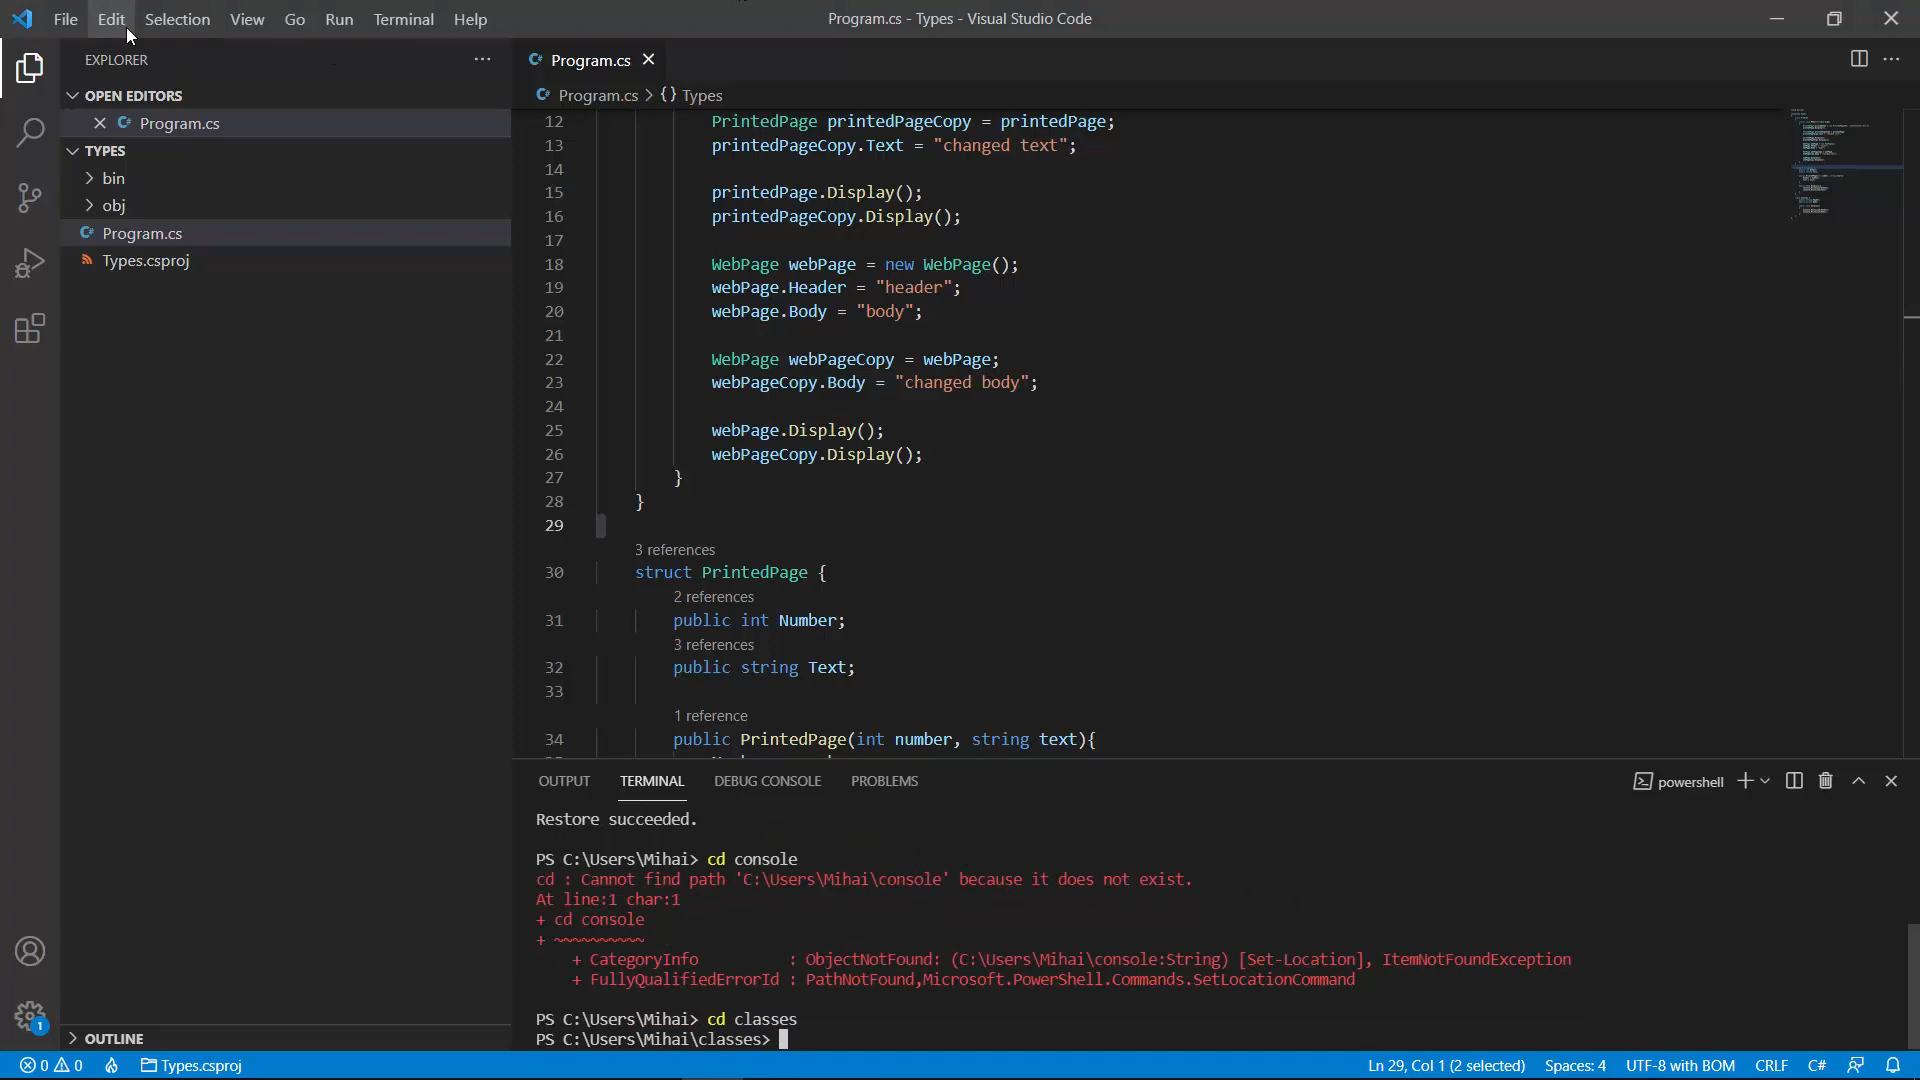 File Edit Selection View Go Run Terminal Help
Program.cs - Types - Visual Studio Code
EXPLORER
OPEN EDITORS
Program.cs
TYPES
bin
obj
Program.cs
Types.csproj
OUTLINE
Program.cs
Program.cs > {} Types
12 PrintedPage printedPageCopy = printedPage;
13 printedPageCopy.Text = "changed text";
14
15 printedPage.Display();
16 printedPageCopy.Display();
17
18 WebPage webPage = new WebPage();
19 webPage.Header = "header";
20 webPage.Body = "body";
21
22 WebPage webPageCopy = webPage;
23 webPageCopy.Body = "changed body";
24
25 webPage.Display();
26 webPageCopy.Display();
27 }
28 }
29
3 references
30 struct PrintedPage {
2 references
31 public int Number;
3 references
32 public string Text;
33
1 reference
34 public PrintedPage(int number, string text){
OUTPUT TERMINAL DEBUG CONSOLE PROBLEMS
powershell
Restore succeeded.
PS C:\Users\Mihai> cd console
cd : Cannot find path 'C:\Users\Mihai\console' because it does not exist.
At line:1 char:1
+ cd console
+ ~~~~~~~~~~
+ CategoryInfo : ObjectNotFound: (C:\Users\Mihai\console:String) [Set-Location], ItemNotFoundException
+ FullyQualifiedErrorId : PathNotFound,Microsoft.PowerShell.Commands.SetLocationCommand
PS C:\Users\Mihai> cd classes
PS C:\Users\Mihai\classes>
1
0 0 Types.csproj
Ln 29, Col 1 (2 selected) Spaces: 4 UTF-8 with BOM CRLF C#